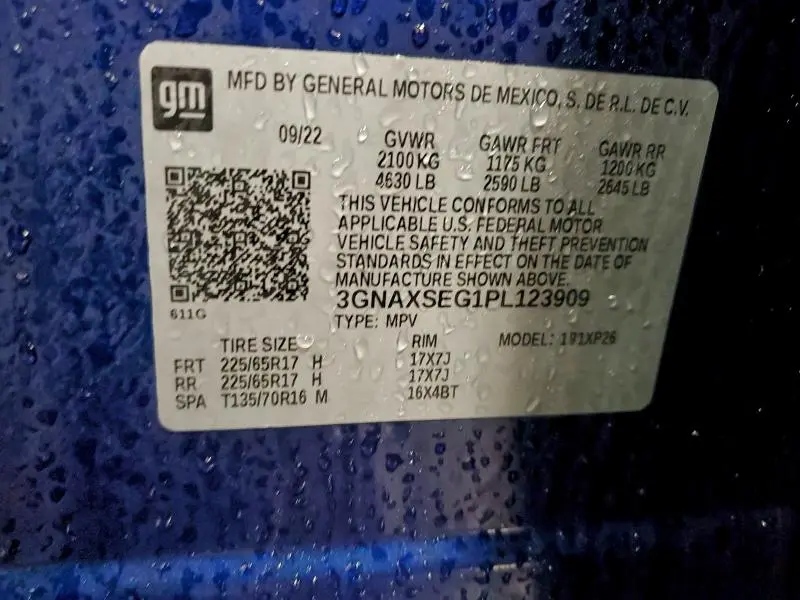 gm
MFD BY GENERAL MOTORS DE MEXICO, S. DE R.L. DE C.V.
09/22 GVWR GAWR FRT GAWR RR
2100 KG 1175 KG 1200 KG
4630 LB 2590 LB 2645 LB
THIS VEHICLE CONFORMS TO ALL
APPLICABLE U.S. FEDERAL MOTOR
VEHICLE SAFETY AND THEFT PREVENTION
STANDARDS IN EFFECT ON THE DATE OF
MANUFACTURE SHOWN ABOVE.
3GNAXSEG1PL123909
611G
TYPE: MPV
TIRE SIZE RIM MODEL: 1B1XP26
FRT 225/65R17 H 17X7J
RR 225/65R17 H 17X7J
SPA T135/70R16 M 16X4BT